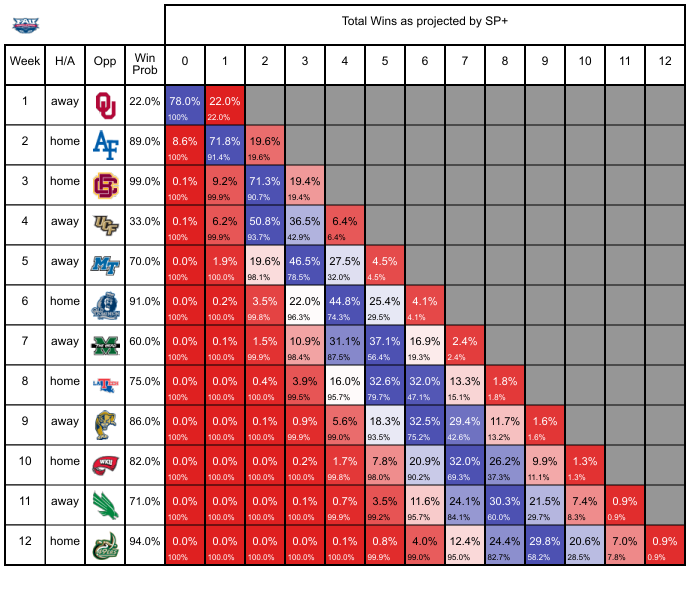 Total Wins as projected by SP+
Week H/A Opp Win Prob 0 1 2 3 4 5 6 7 8 9 10 11 12
1 away OU 22.0% 78.0% 22.0%
100% 22.0%
2 home AF 89.0% 8.6% 71.8% 19.6%
100% 91.4% 19.6%
3 home BC 99.0% 0.1% 9.2% 71.3% 19.4%
100% 99.9% 90.7% 19.4%
4 away UCF 33.0% 0.1% 6.2% 50.8% 36.5% 6.4%
100% 99.9% 93.7% 42.9% 6.4%
5 away MT 70.0% 0.0% 1.9% 19.6% 46.5% 27.5% 4.5%
100% 100.0% 98.1% 78.5% 32.0% 4.5%
6 home 91.0% 0.0% 0.2% 3.5% 22.0% 44.8% 25.4% 4.1%
100% 100.0% 99.8% 96.3% 74.3% 29.5% 4.1%
7 away M 60.0% 0.0% 0.1% 1.5% 10.9% 31.1% 37.1% 16.9% 2.4%
100% 100.0% 99.9% 98.4% 87.5% 56.4% 19.3% 2.4%
8 home LA TECH 75.0% 0.0% 0.0% 0.4% 3.9% 16.0% 32.6% 32.0% 13.3% 1.8%
100% 100.0% 100.0% 99.5% 95.7% 79.7% 47.1% 15.1% 1.8%
9 away 86.0% 0.0% 0.0% 0.1% 0.9% 5.6% 18.3% 32.5% 29.4% 11.7% 1.6%
100% 100.0% 100.0% 99.9% 99.0% 93.5% 75.2% 42.6% 13.2% 1.6%
10 home WKU 82.0% 0.0% 0.0% 0.0% 0.2% 1.7% 7.8% 20.9% 32.0% 26.2% 9.9% 1.3%
100% 100.0% 100.0% 100.0% 99.8% 98.0% 90.2% 69.3% 37.3% 11.1% 1.3%
11 away 71.0% 0.0% 0.0% 0.0% 0.1% 0.7% 3.5% 11.6% 24.1% 30.3% 21.5% 7.4% 0.9%
100% 100.0% 100.0% 100.0% 99.9% 99.2% 95.7% 84.1% 60.0% 29.7% 8.3% 0.9%
12 home 94.0% 0.0% 0.0% 0.0% 0.0% 0.1% 0.8% 4.0% 12.4% 24.4% 29.8% 20.6% 7.0% 0.9%
100% 100.0% 100.0% 100.0% 100.0% 99.9% 99.0% 95.0% 82.7% 58.2% 28.5% 7.8% 0.9%